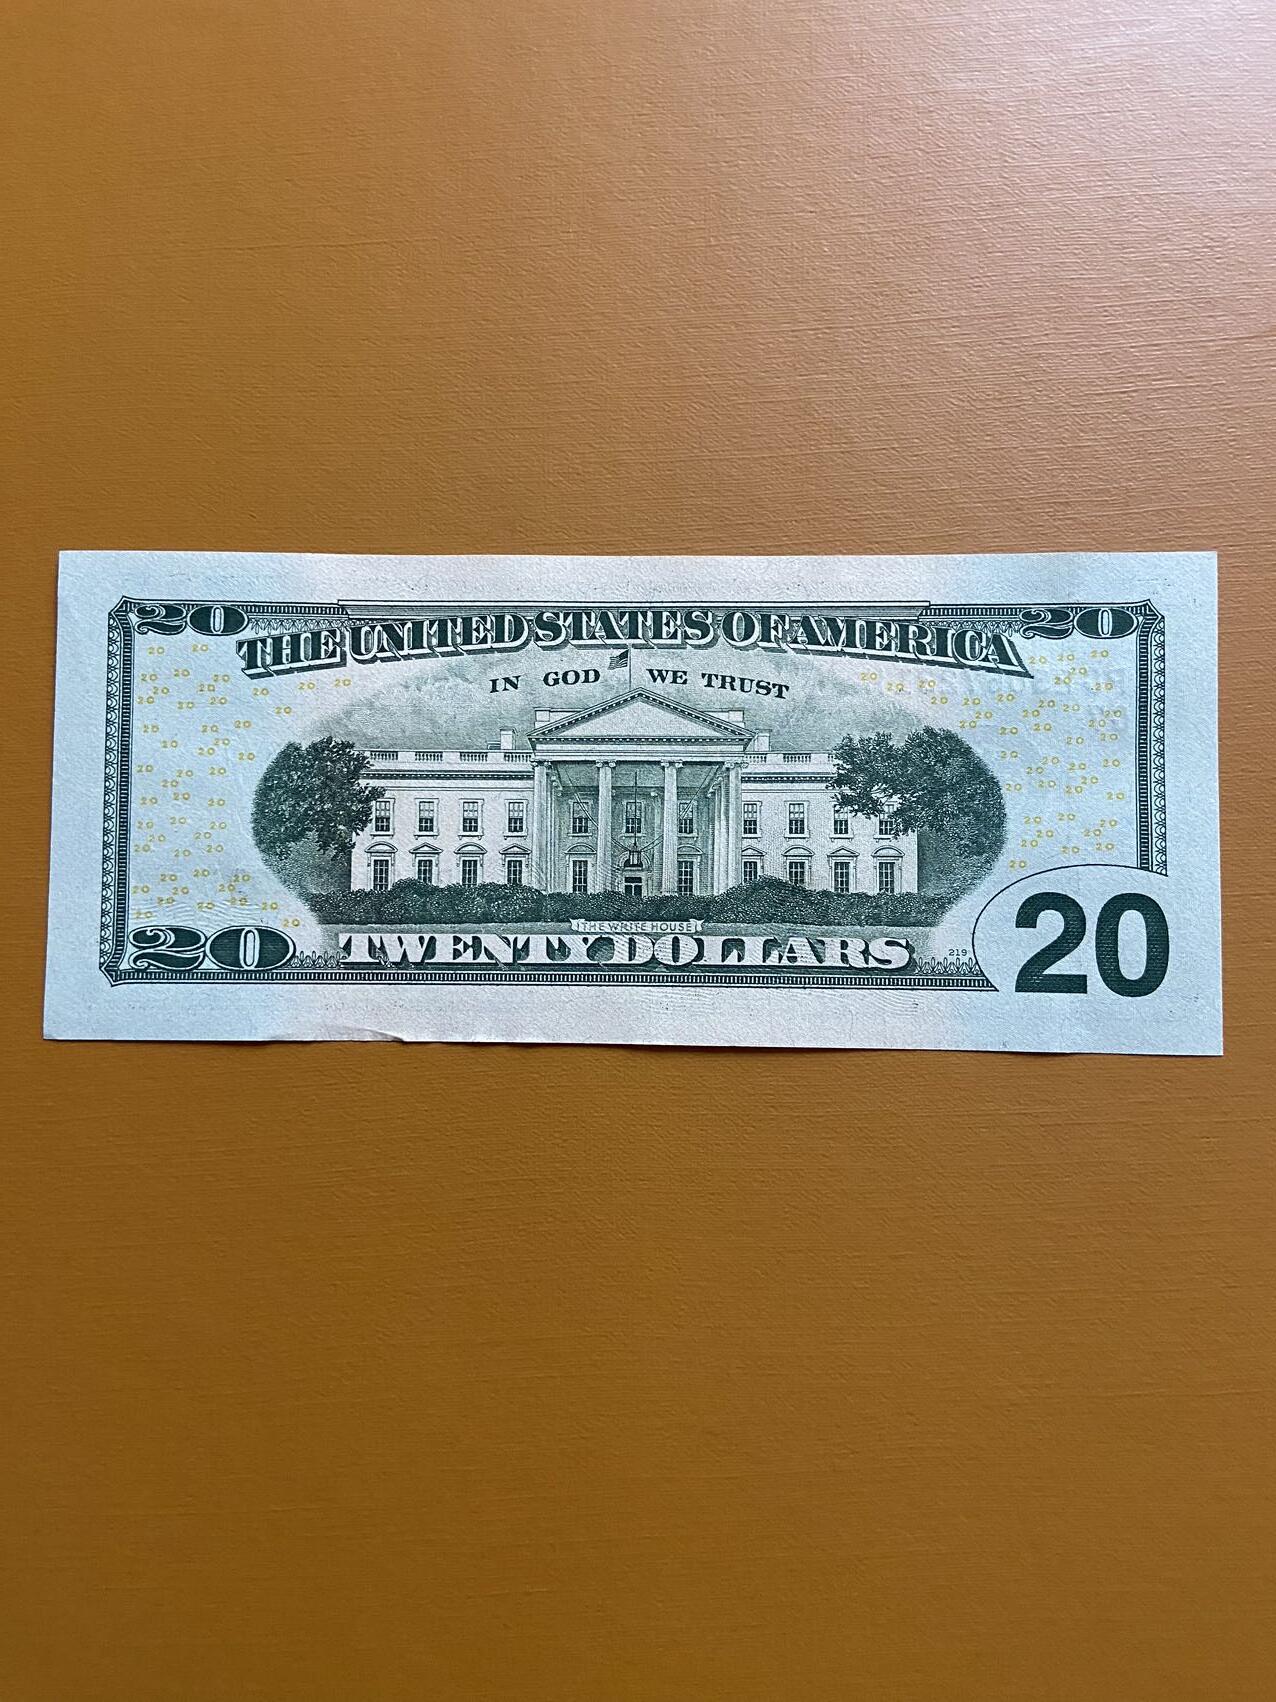 20 THE UNITED STATES OF AMERICA 20
IN GOD WE TRUST
THE WHITE HOUSE
20 TWENTY DOLLARS 219 20